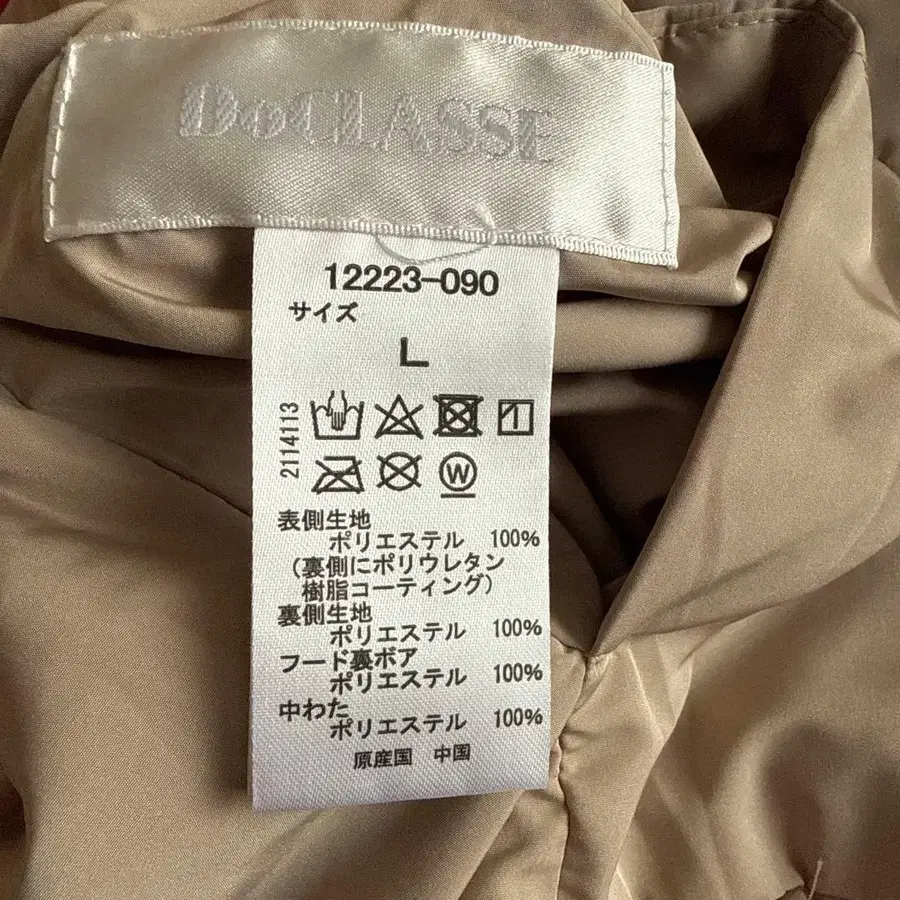 DoCLASSE
12223-090
サイズ
L
2114113
1
W
表側生地
ポリエステル 100%
(裏側にポリウレタン
樹脂コーティング)
裏側生地
ポリエステル 100%
フード裏ボア
ポリエステル 100%
中わた
ポリエステル 100%
原産国 中国